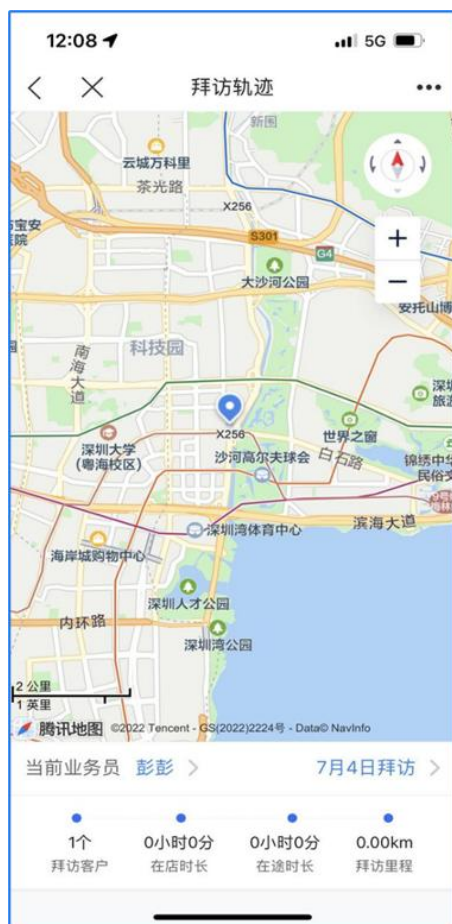 12:08
5G
拜访轨迹
新围
云城万科里
茶光路
X256
S301
宝安
医院
G4
大沙河公园
安托山博
科技园
南海大道
深圳大学
(粤海校区)
X256
沙河高尔夫球会
世界之窗
白石路
锦绣中华
民俗文
深圳湾体育中心
滨海大道
海岸城购物中心
深圳人才公园
内环路
深圳湾公园
2 公里
1 英里
腾讯地图 ©2022 Tencent - GS(2022)2224号 - Data© NavInfo
当前业务员 彭彭
7月4日拜访
1个 0小时0分 0小时0分 0.00km
拜访客户 在店时长 在途时长 拜访里程